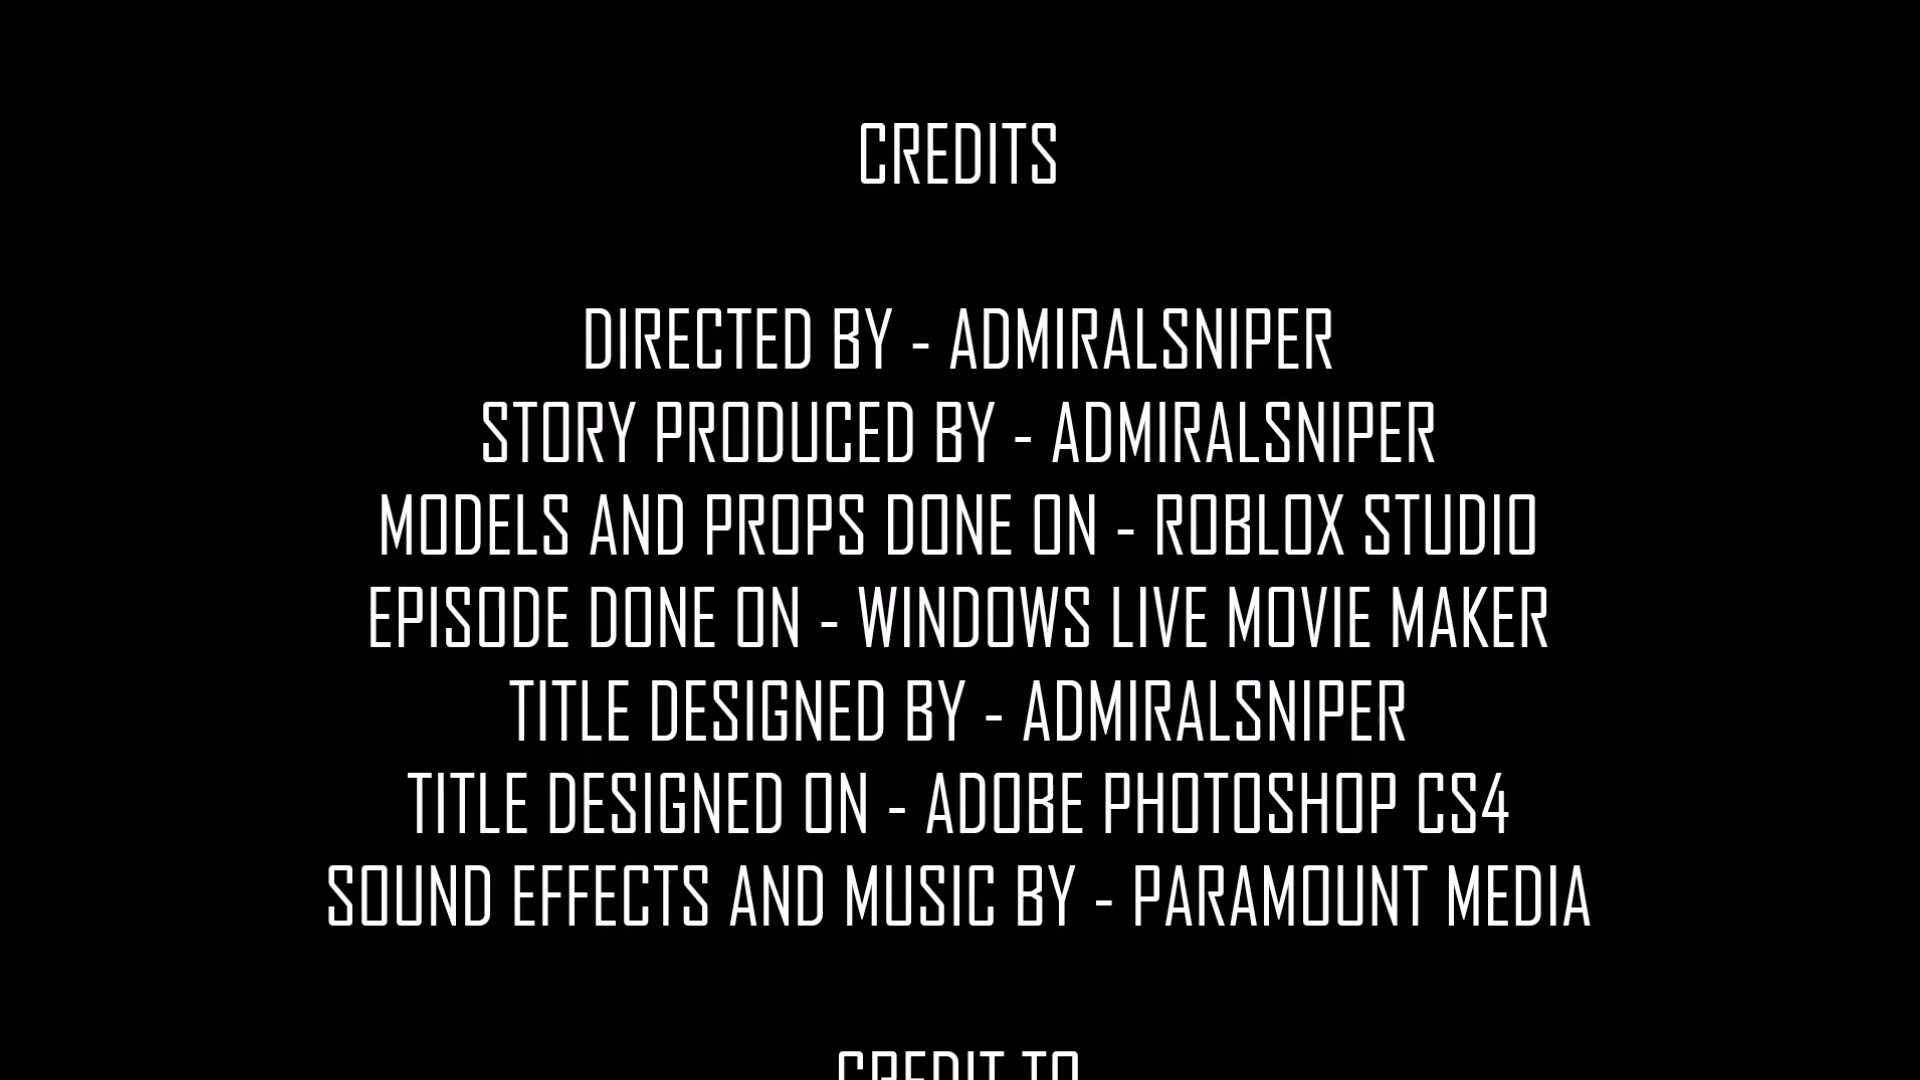 CREDITS
DIRECTED BY - ADMIRALSNIPER
STORY PRODUCED BY - ADMIRALSNIPER
MODELS AND PROPS DONE ON - ROBLOX STUDIO
EPISODE DONE ON - WINDOWS LIVE MOVIE MAKER
TITLE DESIGNED BY - ADMIRALSNIPER
TITLE DESIGNED ON - ADOBE PHOTOSHOP CS4
SOUND EFFECTS AND MUSIC BY - PARAMOUNT MEDIA
CREDIT TO